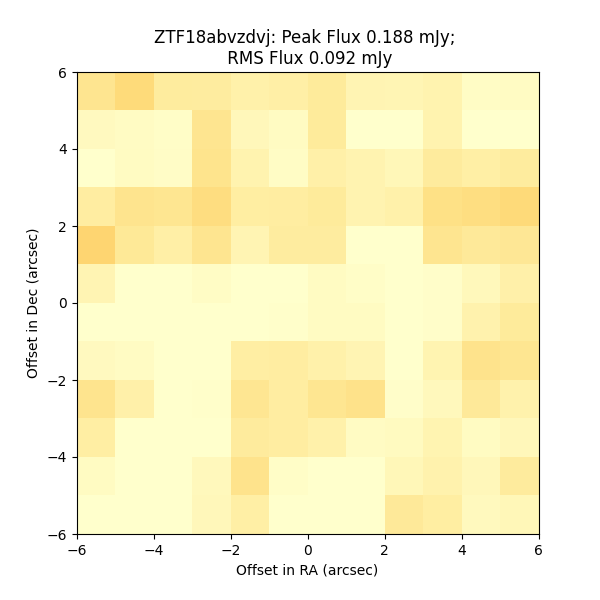 ZTF18abvzdvj: Peak Flux 0.188 mJy;
RMS Flux 0.092 mJy
6
4
2
0
−2
−4
−6
Offset in Dec (arcsec)
−6 −4 −2 0 2 4 6
Offset in RA (arcsec)